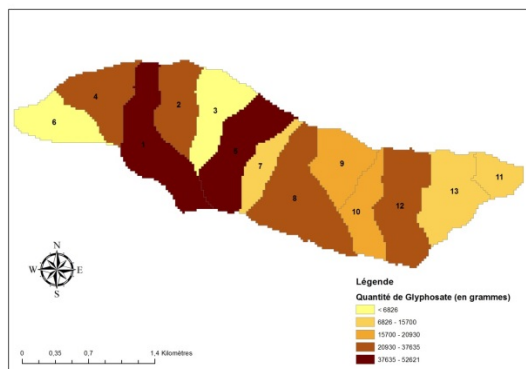 4
2
3
6
1
5
7
9
8
10
12
13
11
N
W E
S
0 0,35 0,7 1,4 Kilomètres
Légende
Quantité de Glyphosate (en grammes)
< 6826
6826 - 15700
15700 - 20930
20930 - 37635
37635 - 52621